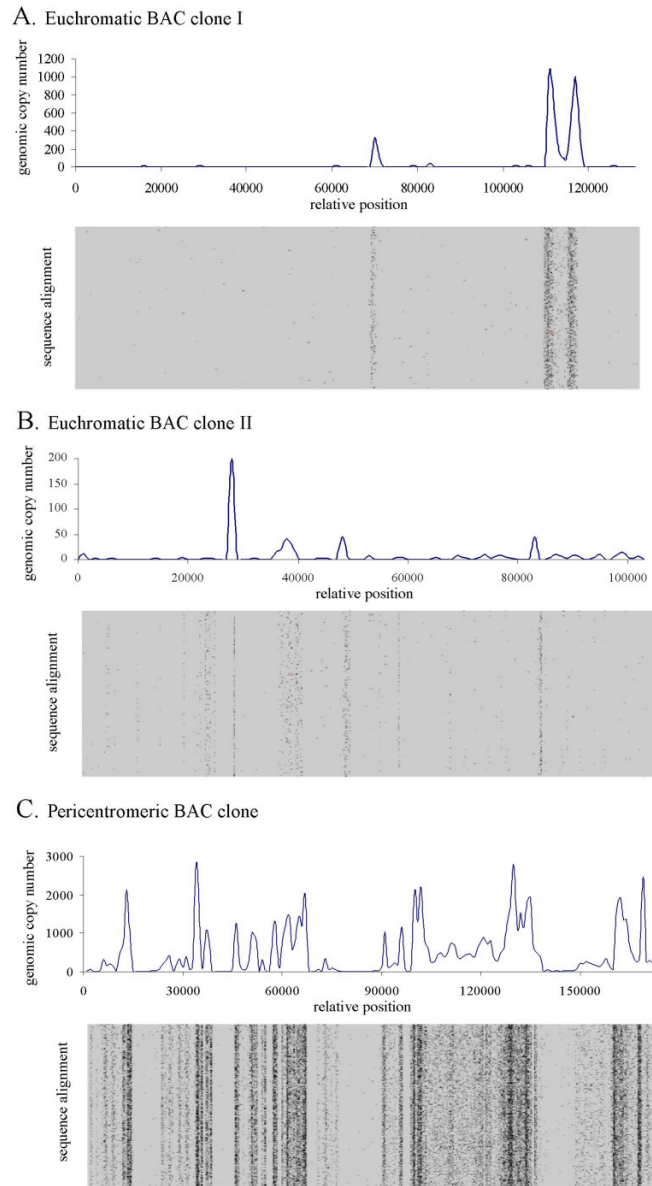 A. Euchromatic BAC clone I
genomic copy number
1200
1000
800
600
400
200
0
0 20000 40000 60000 80000 100000 120000
relative position
sequence alignment
B. Euchromatic BAC clone II
genomic copy number
200
150
100
50
0
0 20000 40000 60000 80000 100000
relative position
sequence alignment
C. Pericentromeric BAC clone
genomic copy number
3000
2000
1000
0
0 30000 60000 90000 120000 150000
relative position
sequence alignment